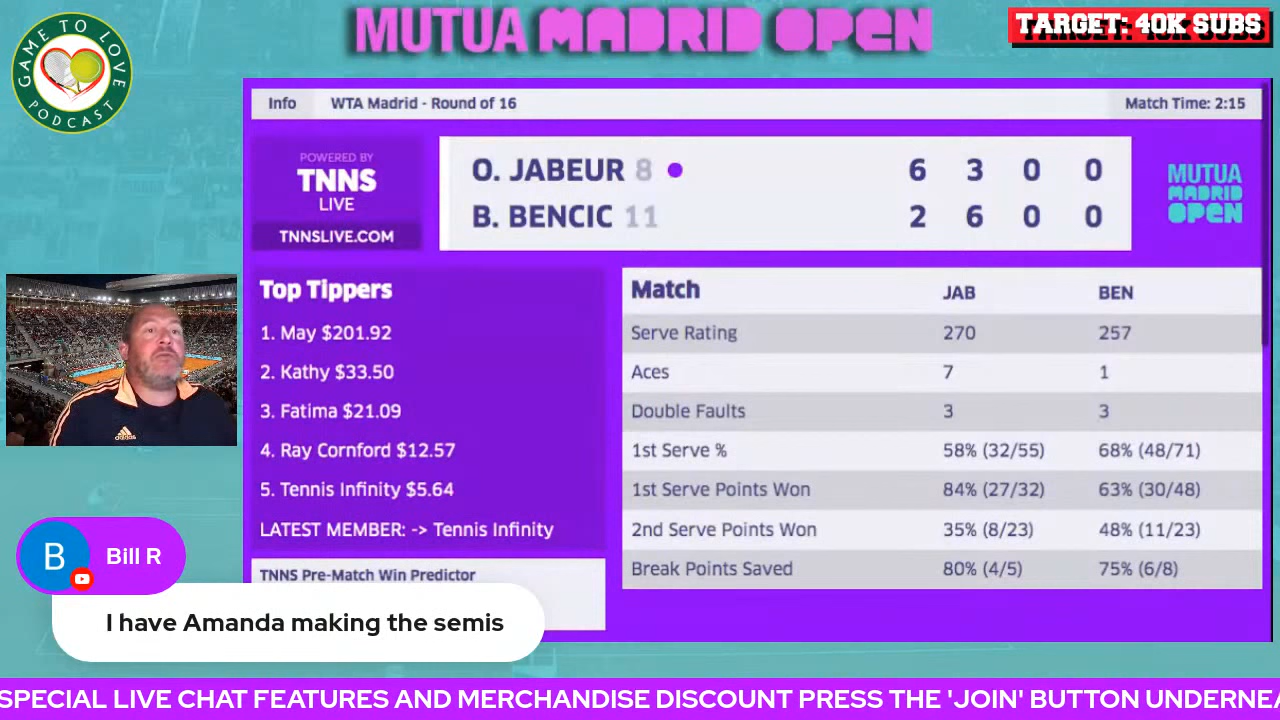 GAME TO LOVE PODCAST
MUTUA MADRID OPEN
TARGET: 40K SUBS
Info WTA Madrid - Round of 16 Match Time: 2:15
POWERED BY
TNNS
LIVE
TNNSLIVE.COM
O. JABEUR 8 6 3 0 0
B. BENCIC 11 2 6 0 0
MUTUA
MADRID
OPEN
Top Tippers
1. May $201.92
2. Kathy $33.50
3. Fatima $21.09
4. Ray Cornford $12.57
5. Tennis Infinity $5.64
LATEST MEMBER: -> Tennis Infinity
TNNS Pre-Match Win Predictor
Match JAB BEN
Serve Rating 270 257
Aces 7 1
Double Faults 3 3
1st Serve % 58% (32/55) 68% (48/71)
1st Serve Points Won 84% (27/32) 63% (30/48)
2nd Serve Points Won 35% (8/23) 48% (11/23)
Break Points Saved 80% (4/5) 75% (6/8)
adidas
B Bill R
I have Amanda making the semis
SPECIAL LIVE CHAT FEATURES AND MERCHANDISE DISCOUNT PRESS THE 'JOIN' BUTTON UNDERNEA